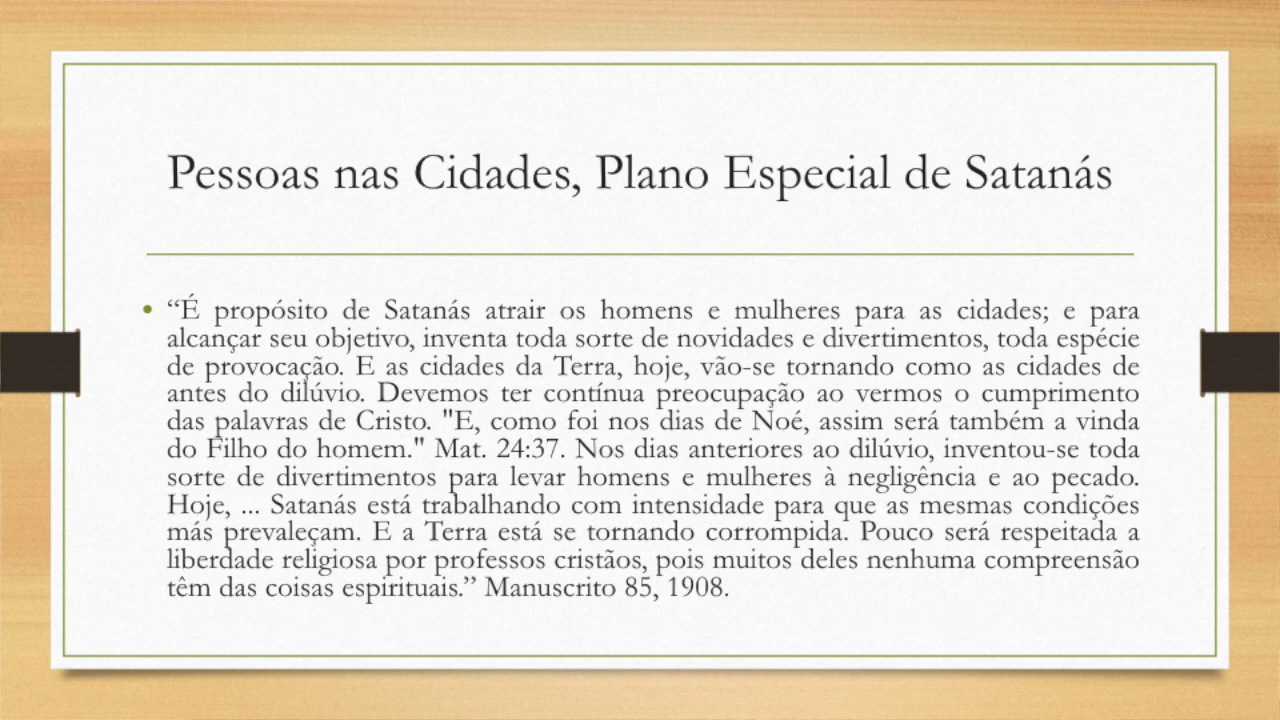 Pessoas nas Cidades, Plano Especial de Satanás
• “É propósito de Satanás atrair os homens e mulheres para as cidades; e para
alcançar seu objetivo, inventa toda sorte de novidades e divertimentos, toda espécie
de provocação. E as cidades da Terra, hoje, vão-se tornando como as cidades de
antes do dilúvio. Devemos ter contínua preocupação ao vermos o cumprimento
das palavras de Cristo. "E, como foi nos dias de Noé, assim será também a vinda
do Filho do homem." Mat. 24:37. Nos dias anteriores ao dilúvio, inventou-se toda
sorte de divertimentos para levar homens e mulheres à negligência e ao pecado.
Hoje, ... Satanás está trabalhando com intensidade para que as mesmas condições
más prevaleçam. E a Terra está se tornando corrompida. Pouco será respeitada a
liberdade religiosa por professos cristãos, pois muitos deles nenhuma compreensão
têm das coisas espirituais.” Manuscrito 85, 1908.